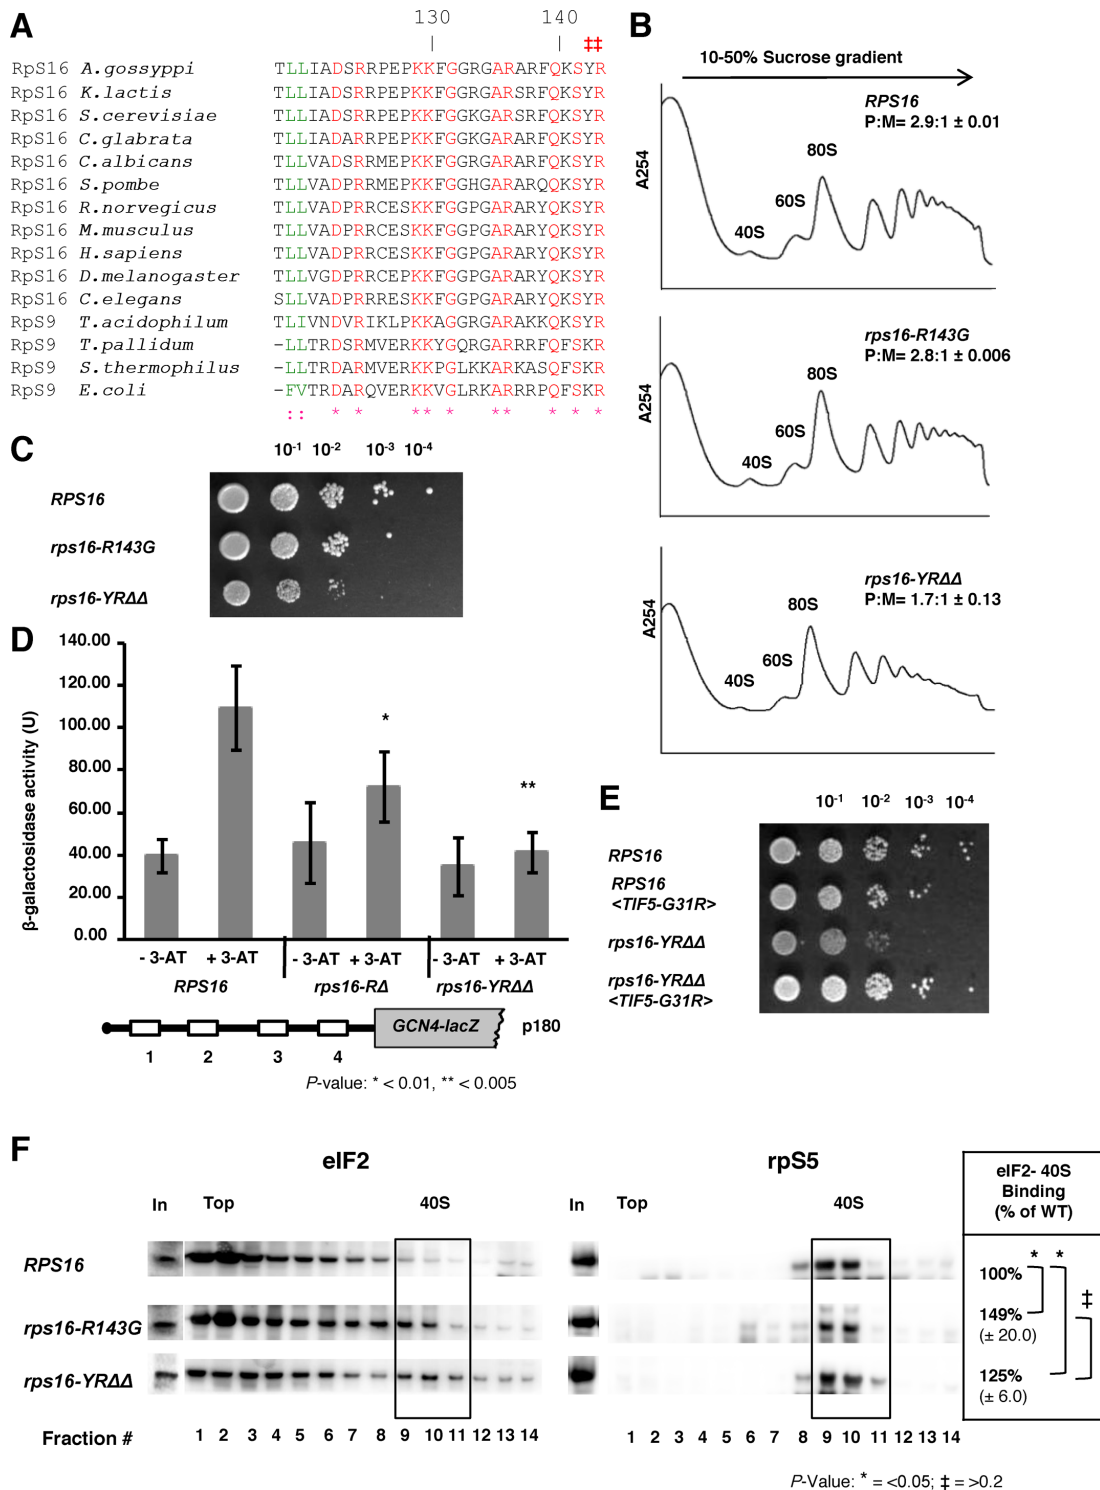 A
130 140
‡‡
RpS16 A.gossyppi TLLIADSRRPEPKKFGGRGARARFQKSYR
RpS16 K.lactis TLLIADSRRPEPKKFGGRGARSRFQKSYR
RpS16 S.cerevisiae TLLIADSRRPEPKKFGGRGARSRFQKSYR
RpS16 C.glabrata TLLIADARRPEPKKFGGRGARSRFQKSYR
RpS16 C.albicans TLLVADSRRMEPKKFGGRGARARFQKSYR
RpS16 S.pombe TLLVADPRRMEPKKFGGHGARARQQKSYR
RpS16 R.norvegicus TLLVADPRRCESKKFGGPGARARYQKSYR
RpS16 M.musculus TLLVADPRRCESKKFGGPGARARYQKSYR
RpS16 H.sapiens TLLVADPRRCESKKFGGPGARARYQKSYR
RpS16 D.melanogaster TLLVGDPRRCEPKKFGGPGARARYQKSYR
RpS16 C.elegans SLLVADPRRRESKKFGGPGARARYQKSYR
RpS9 T.acidophilum TLIVNDVRIKLPKKAGGRGARAKKQKSYR
RpS9 T.pallidum -LLTRDSRMVERKKYGQRGARRRFQFSKR
RpS9 S.thermophilus -LLTRDSRMVERKKPGLKKARKASQFSKR
RpS9 E.coli -FVTRDARQVERKKVGLRKARRRPQFSKR
:: * * ** * ** * * *
B
10-50% Sucrose gradient
RPS16
P:M= 2.9:1 ± 0.01
A254
40S
60S
80S
rps16-R143G
P:M= 2.8:1 ± 0.006
A254
40S
60S
80S
rps16-YRΔΔ
P:M= 1.7:1 ± 0.13
A254
40S
60S
80S
C
10-1 10-2 10-3 10-4
RPS16
rps16-R143G
rps16-YRΔΔ
D
β-galactosidase activity (U)
140.00
120.00
100.00
80.00
60.00
40.00
20.00
0.00
*
**
- 3-AT + 3-AT - 3-AT + 3-AT - 3-AT + 3-AT
RPS16 rps16-RΔ rps16-YRΔΔ
GCN4-lacZ p180
1 2 3 4
P-value: * < 0.01, ** < 0.005
E
10-1 10-2 10-3 10-4
RPS16
RPS16
<TIF5-G31R>
rps16-YRΔΔ
rps16-YRΔΔ
<TIF5-G31R>
F
eIF2 rpS5
In Top 40S In Top 40S
RPS16
rps16-R143G
rps16-YRΔΔ
Fraction # 1 2 3 4 5 6 7 8 9 10 11 12 13 14 1 2 3 4 5 6 7 8 9 10 11 12 13 14
eIF2- 40S
Binding
(% of WT)
* *
100%
‡
149%
(± 20.0)
125%
(± 6.0)
P-Value: * = <0.05; ‡ = >0.2